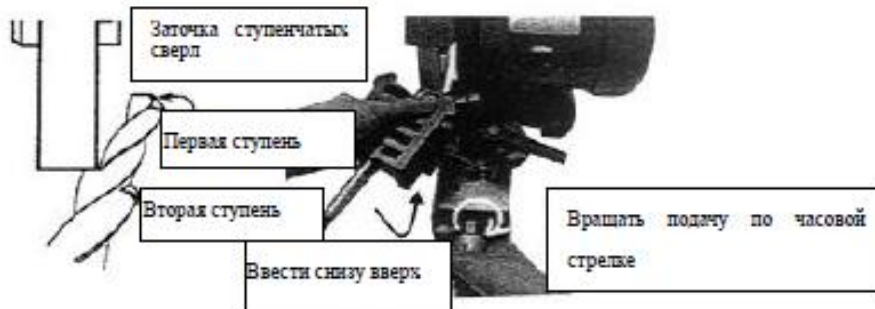 Заточка ступенчатых
сверл
Первая ступень
Вторая ступень
Ввести снизу вверх
Вращать подачу по часовой
стрелке